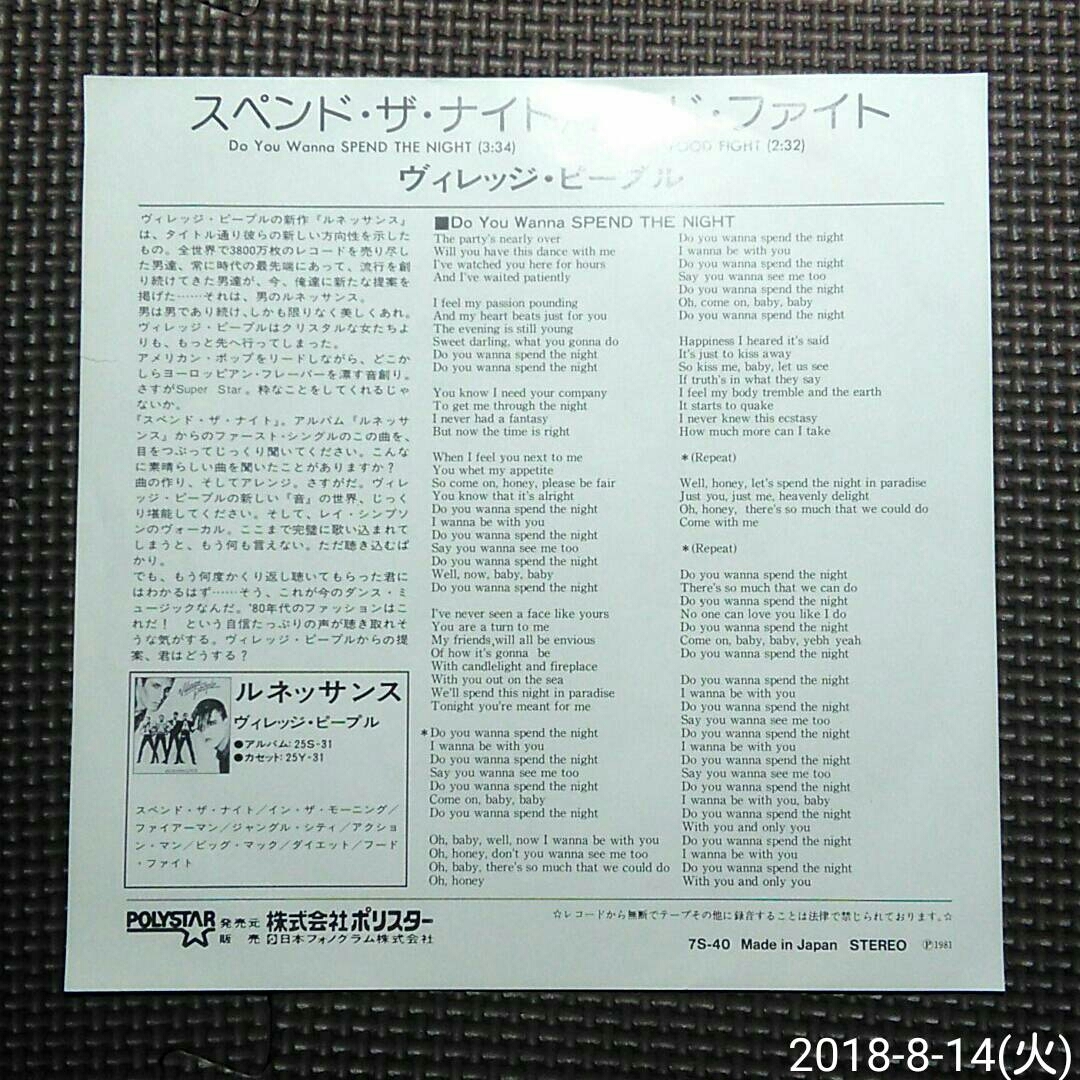 スペンド・ザ・ナイト ド・ファイト
Do You Wanna SPEND THE NIGHT (3:34) FOOD FIGHT (2:32)
ヴィレッジ・ピープル
ヴィレッジ・ピープルの新作『ルネッサンス』
は、タイトル通り彼らの新しい方向性を示した
もの。全世界で3800万枚のレコードを売り尽し
た男達、常に時代の最先端にあって、流行を創
り続けてきた男達が、今、俺達に新たな提案を
掲げた……それは、男のルネッサンス。
男は男であり続け、しかも限りなく美しくあれ。
ヴィレッジ・ピープルはクリスタルな女たちよ
りも、もっと先へ行ってしまった。
アメリカン・ポップをリードしながら、どこか
しらヨーロッピアン・フレーバーを漂す音創り。
さすがSuper Star。粋なことをしてくれるじゃ
ないか。
『スペンド・ザ・ナイト』。アルバム『ルネッサ
ンス』からのファースト・シングルのこの曲を、
目をつぶってじっくり聞いてください。こんな
に素晴らしい曲を聞いたことがありますか？
曲の作り、そしてアレンジ。さすがだ。ヴィレ
ッジ・ピープルの新しい『音』の世界、じっく
り堪能してください。そして、レイ・シンプソ
ンのヴォーカル。ここまで完璧に歌い込まれて
しまうと、もう何も言えない。ただ聴き込むば
かり。
でも、もう何度かくり返し聴いてもらった君に
はわかるはず……そう、これが今のダンス・ミ
ュージックなんだ。'80年代のファッションはこ
れだ！ という自信たっぷりの声が聴き取れそ
うな気がする。ヴィレッジ・ピープルからの提
案、君はどうする？
ルネッサンス
ヴィレッジ・ピープル
●アルバム:25S-31
●カセット:25Y-31
スペンド・ザ・ナイト／イン・ザ・モーニング／
ファイアーマン／ジャングル・シティ／アクショ
ン・マン／ビッグ・マック／ダイエット／フード
・ファイト
■Do You Wanna SPEND THE NIGHT
The party's nearly over
Will you have this dance with me
I've watched you here for hours
And I've waited patiently
I feel my passion pounding
And my heart beats just for you
The evening is still young
Sweet darling, what you gonna do
Do you wanna spend the night
Do you wanna spend the night
You know I need your company
To get me through the night
I never had a fantasy
But now the time is right
When I feel you next to me
You whet my appetite
So come on, honey, please be fair
You know that it's alright
Do you wanna spend the night
I wanna be with you
Do you wanna spend the night
Say you wanna see me too
Do you wanna spend the night
Well, now, baby, baby
Do you wanna spend the night
I've never seen a face like yours
You are a turn to me
My friends,will all be envious
Of how it's gonna be
With candlelight and fireplace
With you out on the sea
We'll spend this night in paradise
Tonight you're meant for me
*Do you wanna spend the night
I wanna be with you
Do you wanna spend the night
Say you wanna see me too
Do you wanna spend the night
Come on, baby, baby
Do you wanna spend the night
Oh, baby, well, now I wanna be with you
Oh, honey, don't you wanna see me too
Oh, baby, there's so much that we could do
Oh, honey
Do you wanna spend the night
I wanna be with you
Do you wanna spend the night
Say you wanna see me too
Do you wanna spend the night
Oh, come on, baby, baby
Do you wanna spend the night
Happiness I heared it's said
It's just to kiss away
So kiss me, baby, let us see
If truth's in what they say
I feel my body tremble and the earth
It starts to quake
I never knew this ecstasy
How much more can I take
*(Repeat)
Well, honey, let's spend the night in paradise
Just you, just me, heavenly delight
Oh, honey, there's so much that we could do
Come with me
*(Repeat)
Do you wanna spend the night
There's so much that we can do
Do you wanna spend the night
No one can love you like I do
Do you wanna spend the night
Come on, baby, baby, yebh yeah
Do you wanna spend the night
Do you wanna spend the night
I wanna be with you
Do you wanna spend the night
Say you wanna see me too
Do you wanna spend the night
I wanna be with you
Do you wanna spend the night
Say you wanna see me too
Do you wanna spend the night
I wanna be with you, baby
Do you wanna spend the night
With you and only you
Do you wanna spend the night
I wanna be with you
Do you wanna spend the night
With you and only you
POLYSTAR 発売元 株式会社ポリスター
販売 日本フォノグラム株式会社
☆レコードから無断でテープその他に録音することは法律で禁じられております。☆
7S-40 Made in Japan STEREO Ⓟ1981
2018-8-14(火)